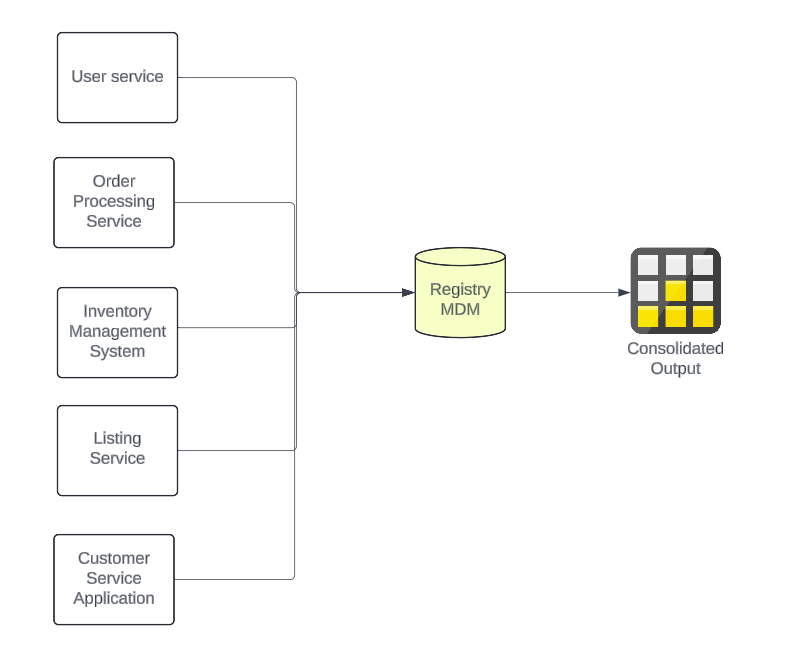 User service
Order
Processing
Service
Inventory
Management
System
Listing
Service
Customer
Service
Application
Registry
MDM
Consolidated
Output